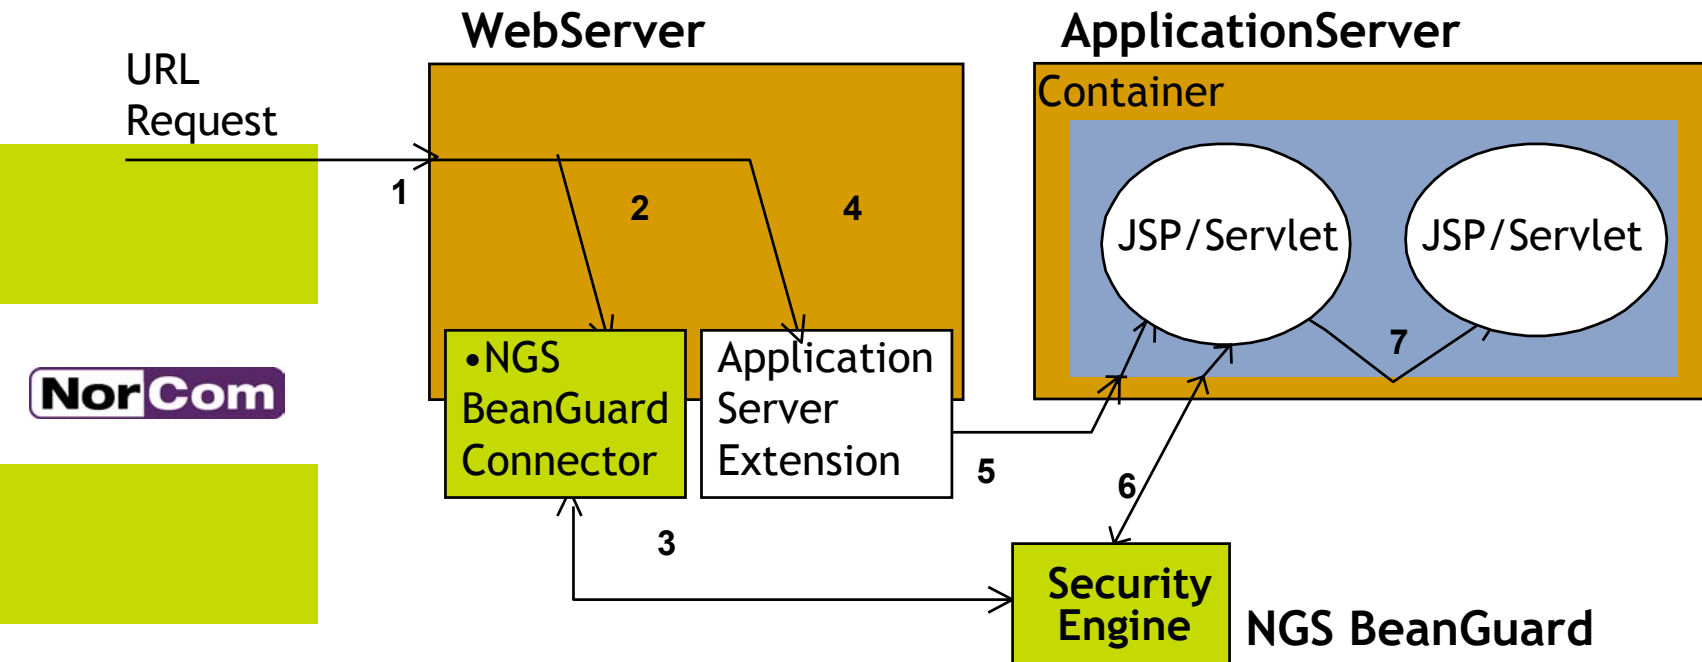 WebServer
ApplicationServer
URL
Request
Container
1
2
4
JSP/Servlet
JSP/Servlet
7
•NGS
BeanGuard
Connector
Application
Server
Extension
NorCom
5
6
3
Security
Engine
NGS BeanGuard